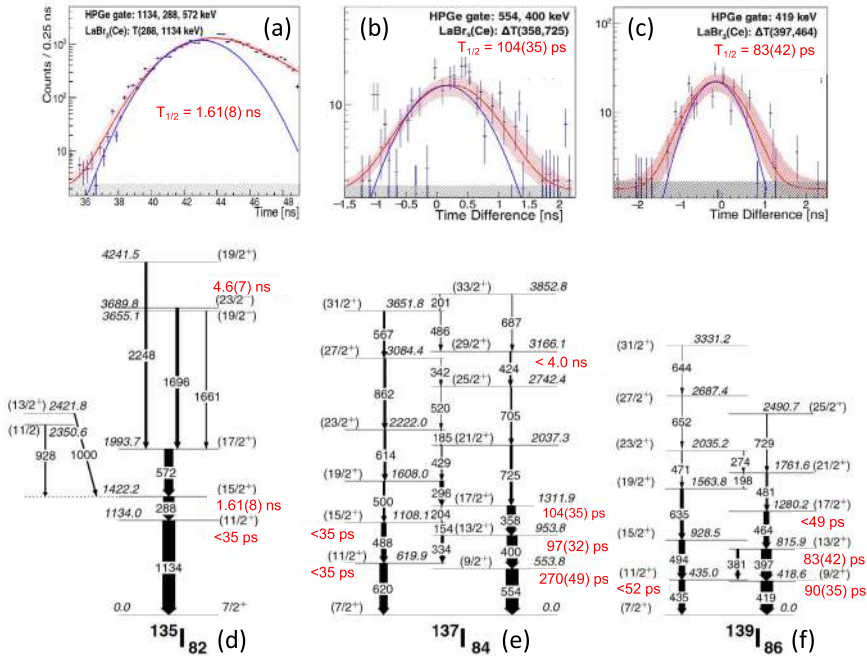 HPGe gate: 1134, 288, 572 keV
LaBr₃(Ce): T(288, 1134 keV)
(a)
T1/2 = 1.61(8) ns
Counts / 0.25 ns
10³
10²
10
36 38 40 42 44 46 48
Time [ns]
HPGe gate: 554, 400 keV
LaBr₃(Ce): ΔT(358,725)
(b)
T1/2 = 104(35) ps
10
−1.5 −1 −0.5 0 0.5 1 1.5 2
Time Difference [ns]
HPGe gate: 419 keV
LaBr₃(Ce): ΔT(397,464)
(c)
T1/2 = 83(42) ps
10
−2 −1 0 1 2
Time Difference [ns]
4241.5 (19/2⁺)
4.6(7) ns
3689.8 (23/2⁻)
3655.1 (19/2⁻)
2248
1696
1661
(13/2⁺) 2421.8
(11/2) 2350.6
1993.7 (17/2⁺)
928
1000
572
1422.2 (15/2⁺)
288
1.61(8) ns
1134.0 (11/2⁺)
<35 ps
1134
0.0 7/2⁺
¹³⁵I₈₂ (d)
(33/2⁺) 3852.8
(31/2⁺) 3651.8
201
567
486
687
(29/2⁺) 3166.1
(27/2⁺) 3084.4
< 4.0 ns
342
424
(25/2⁺) 2742.4
862
520
705
(23/2⁺) 2222.0
185 (21/2⁺) 2037.3
614
429
725
(19/2⁺) 1608.0
296
500
(17/2⁺) 1311.9
204
104(35) ps
(15/2⁺) 1108.1
358
<35 ps
154 (13/2⁺) 953.8
488
334
400
97(32) ps
(11/2⁺) 619.9
(9/2⁺) 553.8
<35 ps
270(49) ps
620
554
(7/2⁺) 0.0
¹³⁷I₈₄ (e)
(31/2⁺) 3331.2
644
(27/2⁺) 2687.4
2490.7 (25/2⁺)
652
729
(23/2⁺) 2035.2
274
471
1761.6 (21/2⁺)
198
(19/2⁺) 1563.8
481
635
1280.2 (17/2⁺)
<49 ps
464
(15/2⁺) 928.5
815.9 (13/2⁺)
494
381
397
83(42) ps
(11/2⁺) 435.0
418.6 (9/2⁺)
<52 ps
90(35) ps
435
419
(7/2⁺) 0.0
¹³⁹I₈₆ (f)